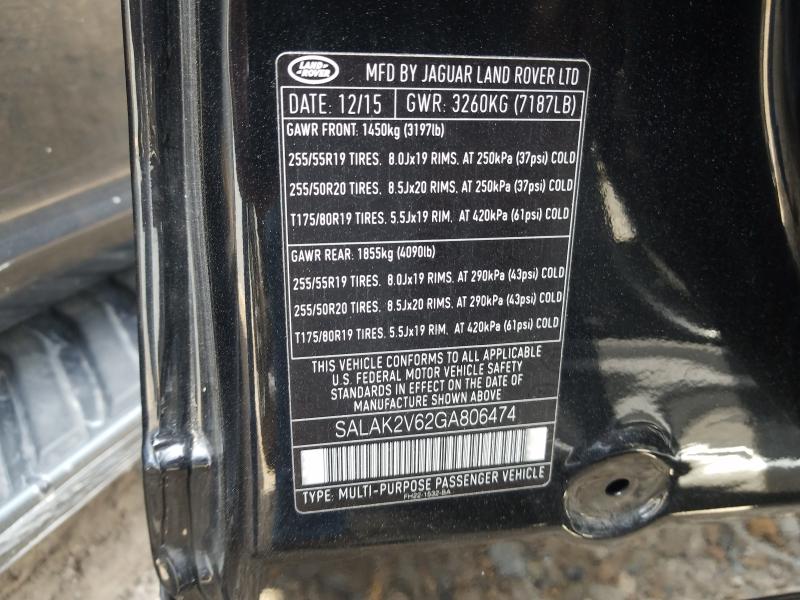 LAND
ROVER
MFD BY JAGUAR LAND ROVER LTD
DATE: 12/15 GWR: 3260KG (7187LB)
GAWR FRONT: 1450kg (3197lb)
255/55R19 TIRES. 8.0Jx19 RIMS. AT 250kPa (37psi) COLD
255/50R20 TIRES. 8.5Jx20 RIMS. AT 250kPa (37psi) COLD
T175/80R19 TIRES. 5.5Jx19 RIM. AT 420kPa (61psi) COLD
GAWR REAR: 1855kg (4090lb)
255/55R19 TIRES. 8.0Jx19 RIMS. AT 290kPa (43psi) COLD
255/50R20 TIRES. 8.5Jx20 RIMS. AT 290kPa (43psi) COLD
T175/80R19 TIRES. 5.5Jx19 RIM. AT 420kPa (61psi) COLD
THIS VEHICLE CONFORMS TO ALL APPLICABLE
U.S. FEDERAL MOTOR VEHICLE SAFETY
STANDARDS IN EFFECT ON THE DATE OF
MANUFACTURE SHOWN ABOVE
SALAK2V62GA806474
TYPE: MULTI-PURPOSE PASSENGER VEHICLE
FH22-1532-BA